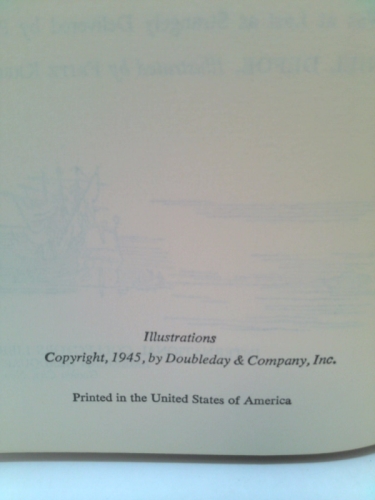 Illustrations
Copyright, 1945, by Doubleday & Company, Inc.
Printed in the United States of America